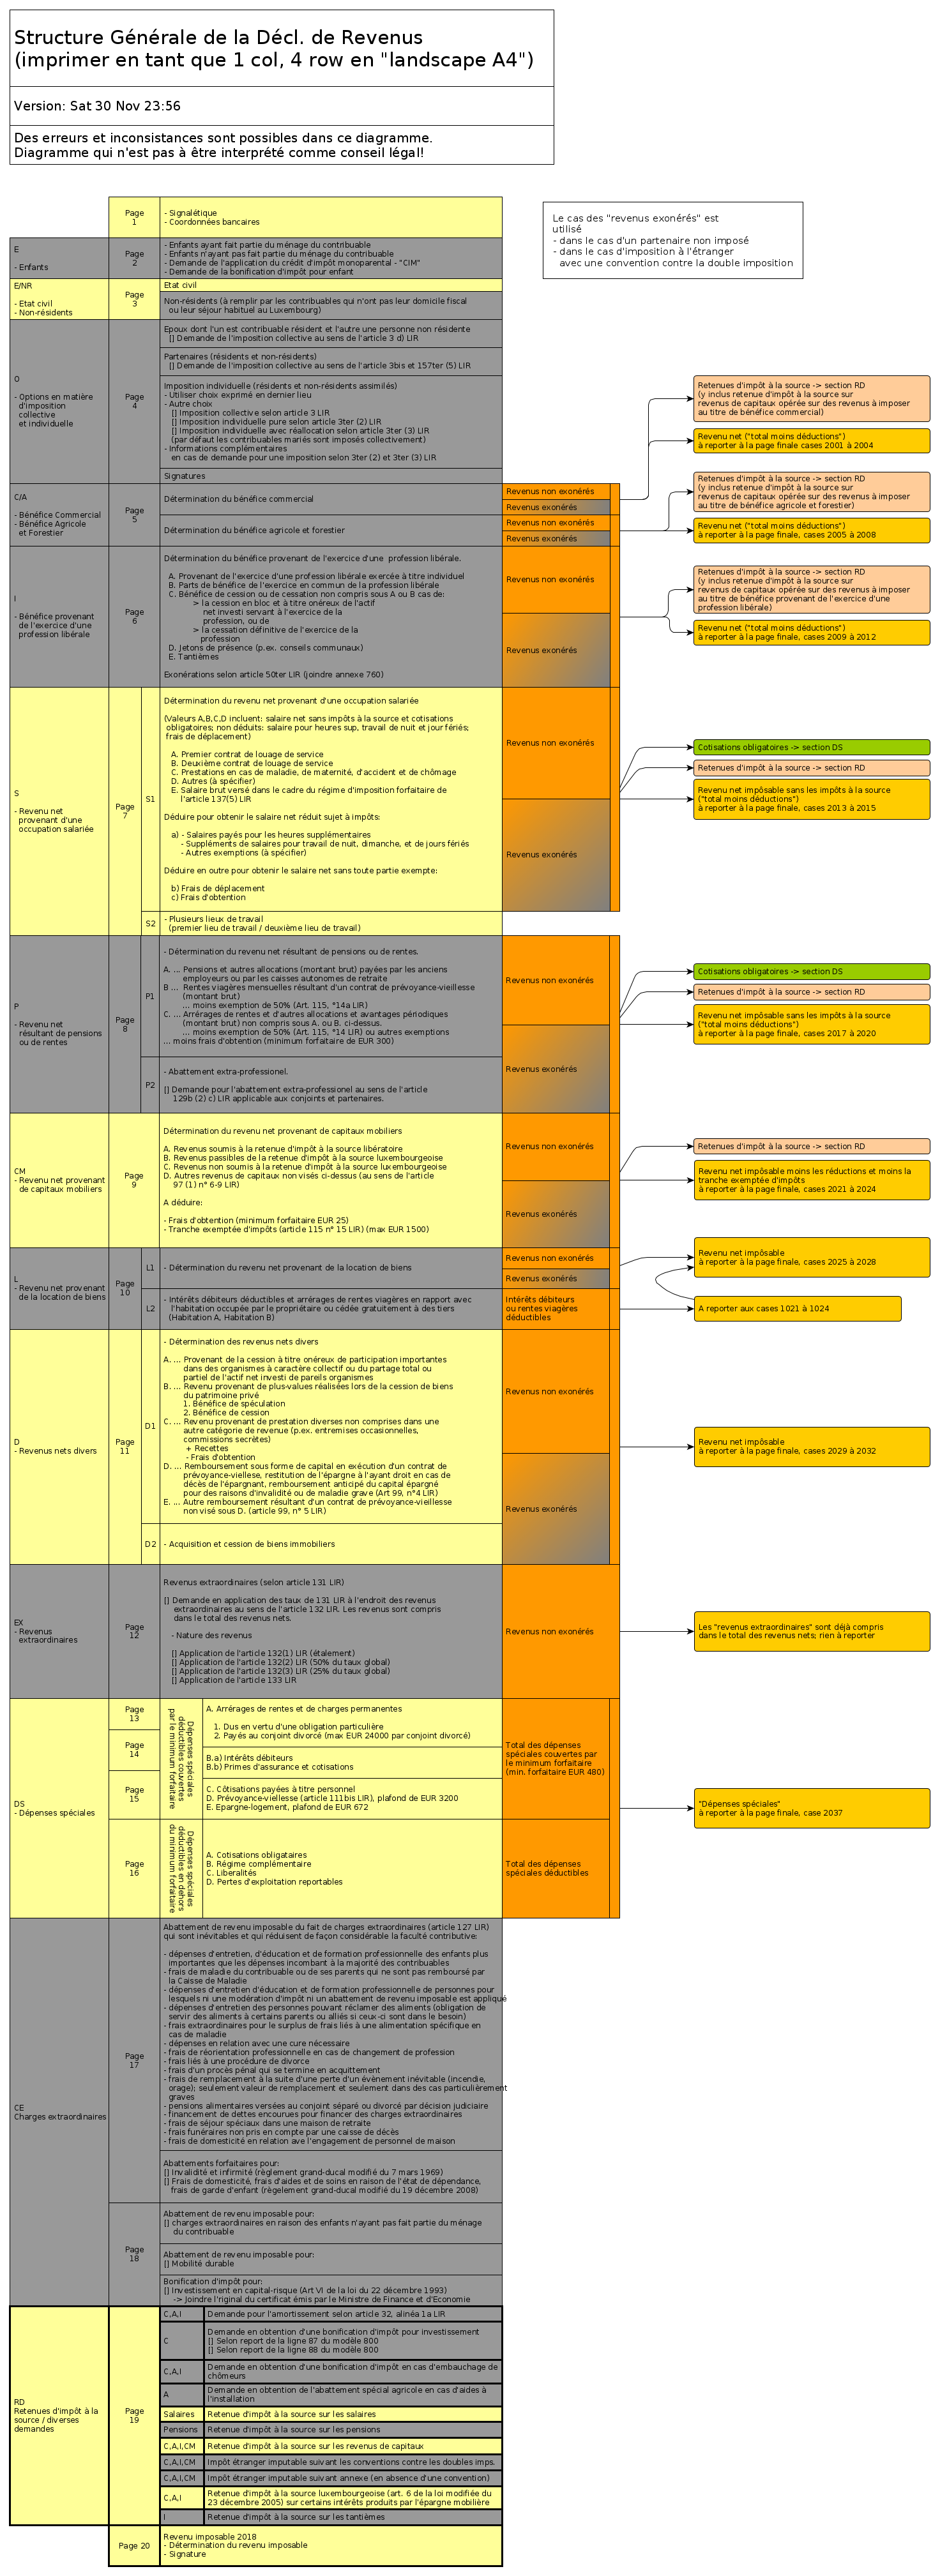 Structure Générale de la Décl. de Revenus
(imprimer en tant que 1 col, 4 row en "landscape A4")
Version: Sat 30 Nov 23:56
Des erreurs et inconsistances sont possibles dans ce diagramme.
Diagramme qui n'est pas à être interprété comme conseil légal!
Le cas des "revenus exonérés" est
utilisé
- dans le cas d'un partenaire non imposé
- dans le cas d'imposition à l'étranger
avec une convention contre la double imposition
Page
1
- Signalétique
- Coordonnées bancaires
E
- Enfants
Page
2
- Enfants ayant fait partie du ménage du contribuable
- Enfants n'ayant pas fait partie du ménage du contribuable
- Demande de l'application du crédit d'impôt monoparental - "CIM"
- Demande de la bonification d'impôt pour enfant
E/NR
- Etat civil
- Non-résidents
Page
3
Etat civil
Non-résidents (à remplir par les contribuables qui n'ont pas leur domicile fiscal
ou leur séjour habituel au Luxembourg)
O
- Options en matière
d'imposition
collective
et individuelle
Page
4
Epoux dont l'un est contribuable résident et l'autre une personne non résidente
[] Demande de l'imposition collective au sens de l'article 3 d) LIR
Partenaires (résidents et non-résidents)
[] Demande de l'imposition collective au sens de l'article 3bis et 157ter (5) LIR
Imposition individuelle (résidents et non-résidents assimilés)
- Utiliser choix exprimé en dernier lieu
- Autre choix
[] Imposition collective selon article 3 LIR
[] Imposition individuelle pure selon article 3ter (2) LIR
[] Imposition individuelle avec réallocation selon article 3ter (3) LIR
(par défaut les contribuables mariés sont imposés collectivement)
- Informations complémentaires
en cas de demande pour une imposition selon 3ter (2) et 3ter (3) LIR
Signatures
C/A
- Bénéfice Commercial
- Bénéfice Agricole
et Forestier
Page
5
Détermination du bénéfice commercial
Revenus non exonérés
Revenus exonérés
Détermination du bénéfice agricole et forestier
Revenus non exonérés
Revenus exonérés
Retenues d'impôt à la source -> section RD
(y inclus retenue d'impôt à la source sur
revenus de capitaux opérée sur des revenus à imposer
au titre de bénéfice commercial)
Revenu net ("total moins déductions")
à reporter à la page finale cases 2001 à 2004
Retenues d'impôt à la source -> section RD
(y inclus retenue d'impôt à la source sur
revenus de capitaux opérée sur des revenus à imposer
au titre de bénéfice agricole et forestier)
Revenu net ("total moins déductions")
à reporter à la page finale, cases 2005 à 2008
I
- Bénéfice provenant
de l'exercice d'une
profession libérale
Page
6
Détermination du bénéfice provenant de l'exercice d'une  profession libérale.
A. Provenant de l'exercice d'une profession libérale exercée à titre individuel
B. Parts de bénéfice de l'exercice en commun de la profession libérale
C. Bénéfice de cession ou de cessation non compris sous A ou B cas de:
> la cession en bloc et à titre onéreux de l'actif
net investi servant à l'exercice de la
profession, ou de
> la cessation définitive de l'exercice de la
profession
D. Jetons de présence (p.ex. conseils communaux)
E. Tantièmes
Exonérations selon article 50ter LIR (joindre annexe 760)
Revenus non exonérés
Revenus exonérés
Retenues d'impôt à la source -> section RD
(y inclus retenue d'impôt à la source sur
revenus de capitaux opérée sur des revenus à imposer
au titre de bénéfice provenant de l'exercice d'une
profession libérale)
Revenu net ("total moins déductions")
à reporter à la page finale, cases 2009 à 2012
S
- Revenu net
provenant d'une
occupation salariée
Page
7
S1
Détermination du revenu net provenant d'une occupation salariée
(Valeurs A,B,C,D incluent: salaire net sans impôts à la source et cotisations
obligatoires; non déduits: salaire pour heures sup, travail de nuit et jour fériés;
frais de déplacement)
A. Premier contrat de louage de service
B. Deuxième contrat de louage de service
C. Prestations en cas de maladie, de maternité, d'accident et de chômage
D. Autres (à spécifier)
E. Salaire brut versé dans le cadre du régime d'imposition forfaitaire de
l'article 137(5) LIR
Déduire pour obtenir le salaire net réduit sujet à impôts:
a) - Salaires payés pour les heures supplémentaires
- Suppléments de salaires pour travail de nuit, dimanche, et de jours fériés
- Autres exemptions (à spécifier)
Déduire en outre pour obtenir le salaire net sans toute partie exempte:
b) Frais de déplacement
c) Frais d'obtention
S2
- Plusieurs lieux de travail
(premier lieu de travail / deuxième lieu de travail)
Revenus non exonérés
Revenus exonérés
Cotisations obligatoires -> section DS
Retenues d'impôt à la source -> section RD
Revenu net impôsable sans les impôts à la source
("total moins déductions")
à reporter à la page finale, cases 2013 à 2015
P
- Revenu net
résultant de pensions
ou de rentes
Page
8
P1
- Détermination du revenu net résultant de pensions ou de rentes.
A. ... Pensions et autres allocations (montant brut) payées par les anciens
employeurs ou par les caisses autonomes de retraite
B ... Rentes viagères mensuelles résultant d'un contrat de prévoyance-vieillesse
(montant brut)
... moins exemption de 50% (Art. 115, *14a LIR)
C. ... Arrérages de rentes et d'autres allocations et avantages périodiques
(montant brut) non compris sous A. ou B. ci-dessus.
... moins exemption de 50% (Art. 115, *14 LIR) ou autres exemptions
... moins frais d'obtention (minimum forfaitaire de EUR 300)
P2
- Abattement extra-professionel.
[] Demande pour l'abattement extra-professionel au sens de l'article
129b (2) c) LIR applicable aux conjoints et partenaires.
Revenus non exonérés
Revenus exonérés
Cotisations obligatoires -> section DS
Retenues d'impôt à la source -> section RD
Revenu net impôsable sans les impôts à la source
("total moins déductions")
à reporter à la page finale, cases 2017 à 2020
CM
- Revenu net provenant
de capitaux mobiliers
Page
9
Détermination du revenu net provenant de capitaux mobiliers
A. Revenus soumis à la retenue d'impôt à la source libératoire
B. Revenus passibles de la retenue d'impôt à la source luxembourgeoise
C. Revenus non soumis à la retenue d'impôt à la source luxembourgeoise
D. Autres revenus de capitaux non visés ci-dessus (au sens de l'article
97 (1) n° 6-9 LIR)
A déduire:
- Frais d'obtention (minimum forfaitaire EUR 25)
- Tranche exemptée d'impôts (article 115 n° 15 LIR) (max EUR 1500)
Revenus non exonérés
Revenus exonérés
Retenues d'impôt à la source -> section RD
Revenu net impôsable moins les réductions et moins la
tranche exemptée d'impôts
à reporter à la page finale, cases 2021 à 2024
L
- Revenu net provenant
de la location de biens
Page
10
L1
- Détermination du revenu net provenant de la location de biens
Revenus non exonérés
Revenus exonérés
L2
- Intérêts débiteurs déductibles et arrérages de rentes viagères en rapport avec
l'habitation occupée par le propriétaire ou cédée gratuitement à des tiers
(Habitation A, Habitation B)
Intérêts débiteurs
ou rentes viagères
déductibles
Revenu net impôsable
à reporter à la page finale, cases 2025 à 2028
A reporter aux cases 1021 à 1024
D
- Revenus nets divers
Page
11
D1
- Détermination des revenus nets divers
A. ... Provenant de la cession à titre onéreux de participation importantes
dans des organismes à caractère collectif ou du partage total ou
partiel de l'actif net investi de pareils organismes
B. ... Revenu provenant de plus-values réalisées lors de la cession de biens
du patrimoine privé
1. Bénéfice de spéculation
2. Bénéfice de cession
C. ... Revenu provenant de prestation diverses non comprises dans une
autre catégorie de revenue (p.ex. entremises occasionnelles,
commissions secrètes)
+ Recettes
- Frais d'obtention
D. ... Remboursement sous forme de capital en exécution d'un contrat de
prévoyance-viellesse, restitution de l'épargne à l'ayant droit en cas de
décès de l'épargnant, remboursement anticipé du capital épargné
pour des raisons d'invalidité ou de maladie grave (Art 99, n°4 LIR)
E. ... Autre remboursement résultant d'un contrat de prévoyance-vieillesse
non visé sous D. (article 99, n° 5 LIR)
D2
- Acquisition et cession de biens immobiliers
Revenus non exonérés
Revenus exonérés
Revenu net impôsable
à reporter à la page finale, cases 2029 à 2032
EX
- Revenus
extraordinaires
Page
12
Revenus extraordinaires (selon article 131 LIR)
[] Demande en application des taux de 131 LIR à l'endroit des revenus
extraordinaires au sens de l'article 132 LIR. Les revenus sont compris
dans le total des revenus nets.
- Nature des revenus
[] Application de l'article 132(1) LIR (étalement)
[] Application de l'article 132(2) LIR (50% du taux global)
[] Application de l'article 132(3) LIR (25% du taux global)
[] Application de l'article 133 LIR
Revenus non exonérés
Les "revenus extraordinaires" sont déjà compris
dans le total des revenus nets; rien à reporter
DS
- Dépenses spéciales
Page
13
Page
14
Page
15
Page
16
Dépenses spéciales
déductibles couvertes
par le minimum forfaitaire
A. Arrérages de rentes et de charges permanentes
1. Dus en vertu d'une obligation particulière
2. Payés au conjoint divorcé (max EUR 24000 par conjoint divorcé)
B.a) Intérêts débiteurs
B.b) Primes d'assurance et cotisations
C. Côtisations payées à titre personnel
D. Prévoyance-viellesse (article 111bis LIR), plafond de EUR 3200
E. Epargne-logement, plafond de EUR 672
Total des dépenses
spéciales couvertes par
le minimum forfaitaire
(min. forfaitaire EUR 480)
Dépenses spéciales
déductibles en dehors
du minimum forfaitaire
A. Cotisations obligataires
B. Régime complémentaire
C. Liberalités
D. Pertes d'exploitation reportables
Total des dépenses
spéciales déductibles
"Dépenses spéciales"
à reporter à la page finale, case 2037
CE
Charges extraordinaires
Page
17
Abattement de revenu imposable du fait de charges extraordinaires (article 127 LIR)
qui sont inévitables et qui réduisent de façon considérable la faculté contributive:
- dépenses d'entretien, d'éducation et de formation professionelle des enfants plus
importantes que les dépenses incombant à la majorité des contribuables
- frais de maladie du contribuable ou de ses parents qui ne sont pas remboursé par
la Caisse de Maladie
- dépenses d'entretien d'éducation et de formation professionelle de personnes pour
lesquels ni une modération d'impôt ni un abattement de revenu imposable est appliqué
- dépenses d'entretien des personnes pouvant réclamer des aliments (obligation de
servir des aliments à certains parents ou alliés si ceux-ci sont dans le besoin)
- frais extraordinaires pour le surplus de frais liés à une alimentation spécifique en
cas de maladie
- dépenses en relation avec une cure nécessaire
- frais de réorientation professionnelle en cas de changement de profession
- frais liés à une procédure de divorce
- frais d'un procès pénal qui se termine en acquittement
- frais de remplacement à la suite d'une perte d'un évènement inévitable (incendie,
orage); seulement valeur de remplacement et seulement dans des cas particulièrement
graves
- pensions alimentaires versées au conjoint séparé ou divorcé par décision judiciaire
- financement de dettes encourues pour financer des charges extraordinaires
- frais de séjour spéciaux dans une maison de retraite
- frais funéraires non pris en compte par une caisse de décès
- frais de domesticité en relation ave l'engagement de personnel de maison
Abattements forfaitaires pour:
[] Invalidité et infirmité (règlement grand-ducal modifié du 7 mars 1969)
[] Frais de domesticité, frais d'aides et de soins en raison de l'état de dépendance,
frais de garde d'enfant (règelement grand-ducal modifié du 19 décembre 2008)
Page
18
Abattement de revenu imposable pour:
[] charges extraordinaires en raison des enfants n'ayant pas fait partie du ménage
du contribuable
Abattement de revenu imposable pour:
[] Mobilité durable
Bonification d'impôt pour:
[] Investissement en capital-risque (Art VI de la loi du 22 décembre 1993)
-> Joindre l'riginal du certificat émis par le Ministre de Finance et d'Economie
RD
Retenues d'impôt à la
source / diverses
demandes
Page
19
C,A,I
Demande pour l'amortissement selon article 32, alinéa 1a LIR
C
Demande en obtention d'une bonification d'impôt pour investissement
[] Selon report de la ligne 87 du modèle 800
[] Selon report de la ligne 88 du modèle 800
C,A,I
Demande en obtention d'une bonification d'impôt en cas d'embauchage de
chômeurs
A
Demande en obtention de l'abattement spécial agricole en cas d'aides à
l'installation
Salaires
Retenue d'impôt à la source sur les salaires
Pensions
Retenue d'impôt à la source sur les pensions
C,A,I,CM
Retenue d'impôt à la source sur les revenus de capitaux
C,A,I,CM
Impôt étranger imputable suivant les conventions contre les doubles imps.
C,A,I,CM
Impôt étranger imputable suivant annexe (en absence d'une convention)
C,A,I
Retenue d'impôt à la source luxembourgeoise (art. 6 de la loi modifiée du
23 décembre 2005) sur certains intérêts produits par l'épargne mobilière
I
Retenue d'impôt à la source sur les tantièmes
Page 20
Revenu imposable 2018
- Détermination du revenu imposable
- Signature